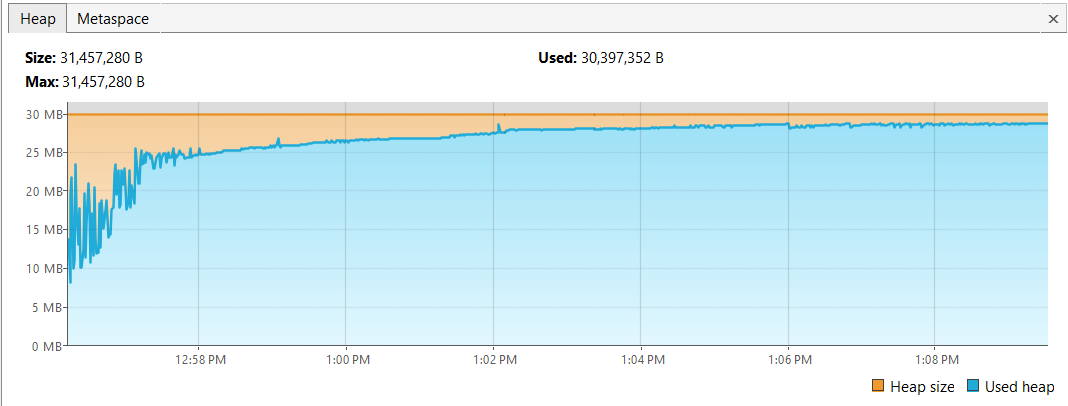 Heap Metaspace ×
Size: 31,457,280 B Used: 30,397,352 B
Max: 31,457,280 B
30 MB
25 MB
20 MB
15 MB
10 MB
5 MB
0 MB
12:58 PM 1:00 PM 1:02 PM 1:04 PM 1:06 PM 1:08 PM
Heap size Used heap